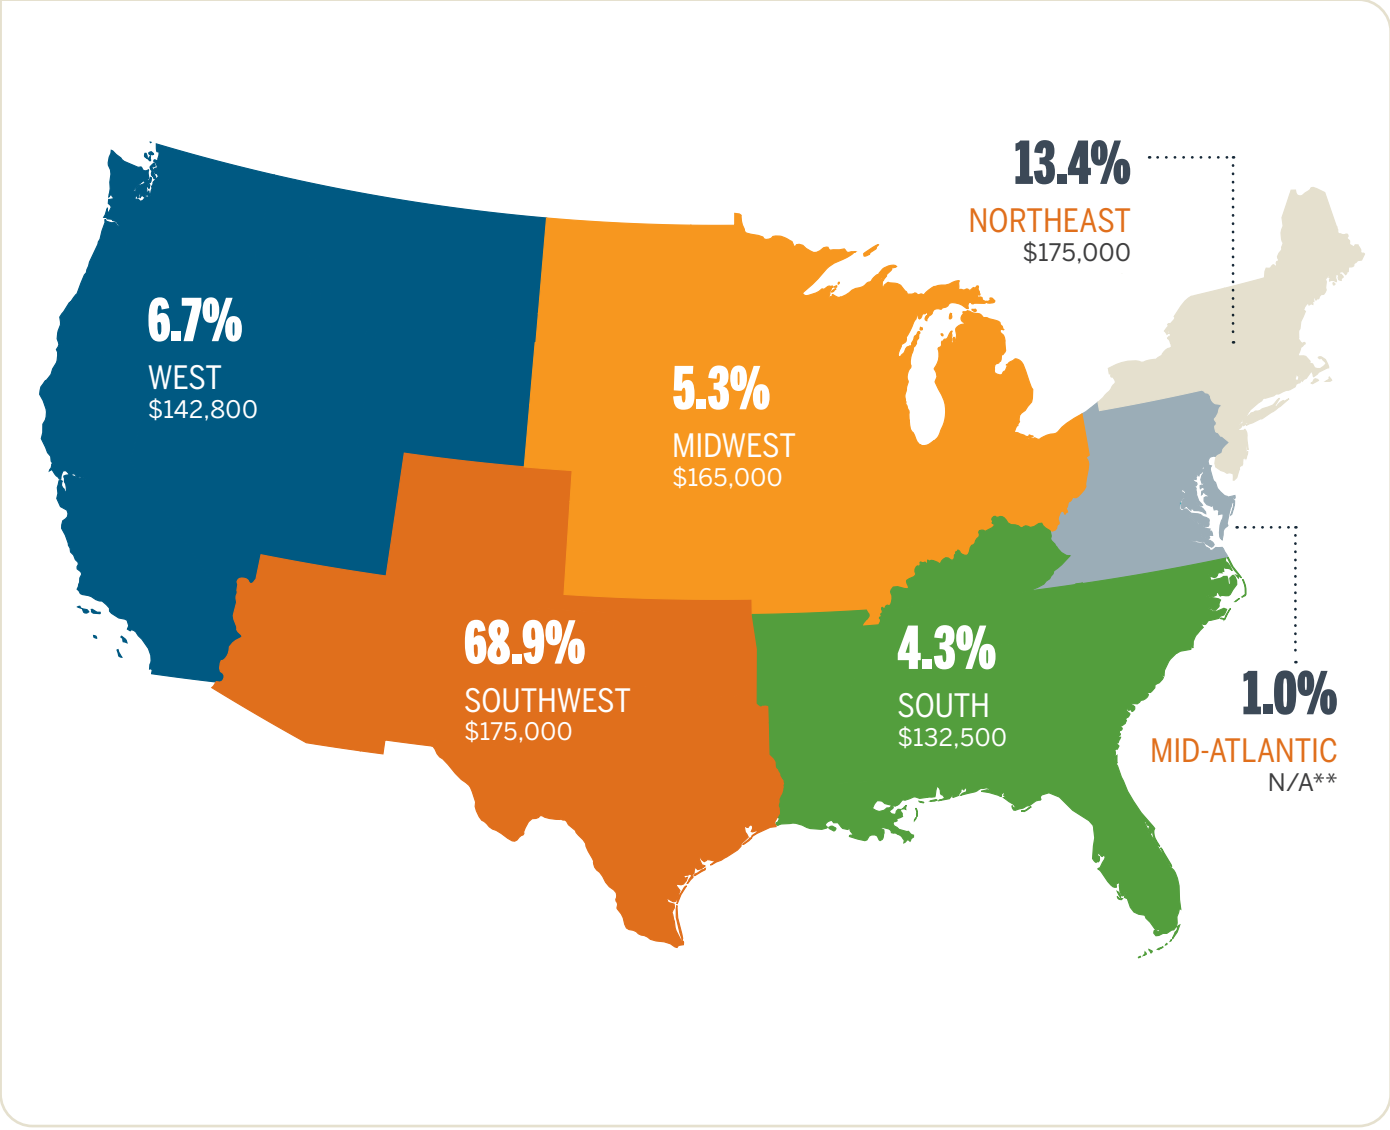 13.4%
NORTHEAST
$175,000
6.7%
WEST
$142,800
5.3%
MIDWEST
$165,000
68.9%
SOUTHWEST
$175,000
4.3%
SOUTH
$132,500
1.0%
MID-ATLANTIC
N/A**